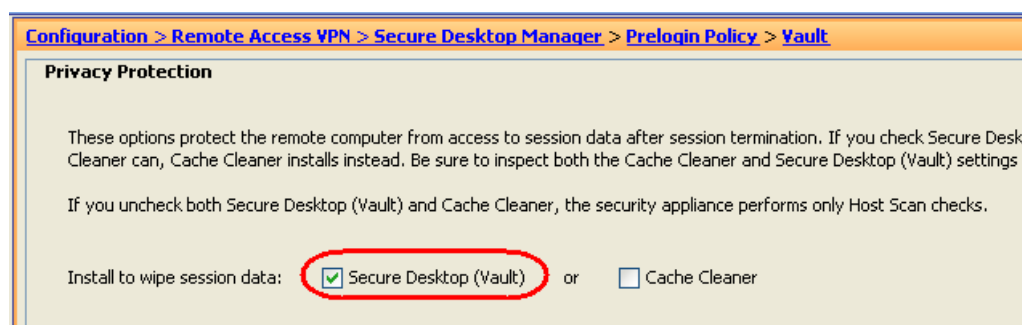 Configuration > Remote Access VPN > Secure Desktop Manager > Prelogin Policy > Vault
Privacy Protection
These options protect the remote computer from access to session data after session termination. If you check Secure Desk
Cleaner can, Cache Cleaner installs instead. Be sure to inspect both the Cache Cleaner and Secure Desktop (Vault) settings
If you uncheck both Secure Desktop (Vault) and Cache Cleaner, the security appliance performs only Host Scan checks.
Install to wipe session data: Secure Desktop (Vault) or Cache Cleaner